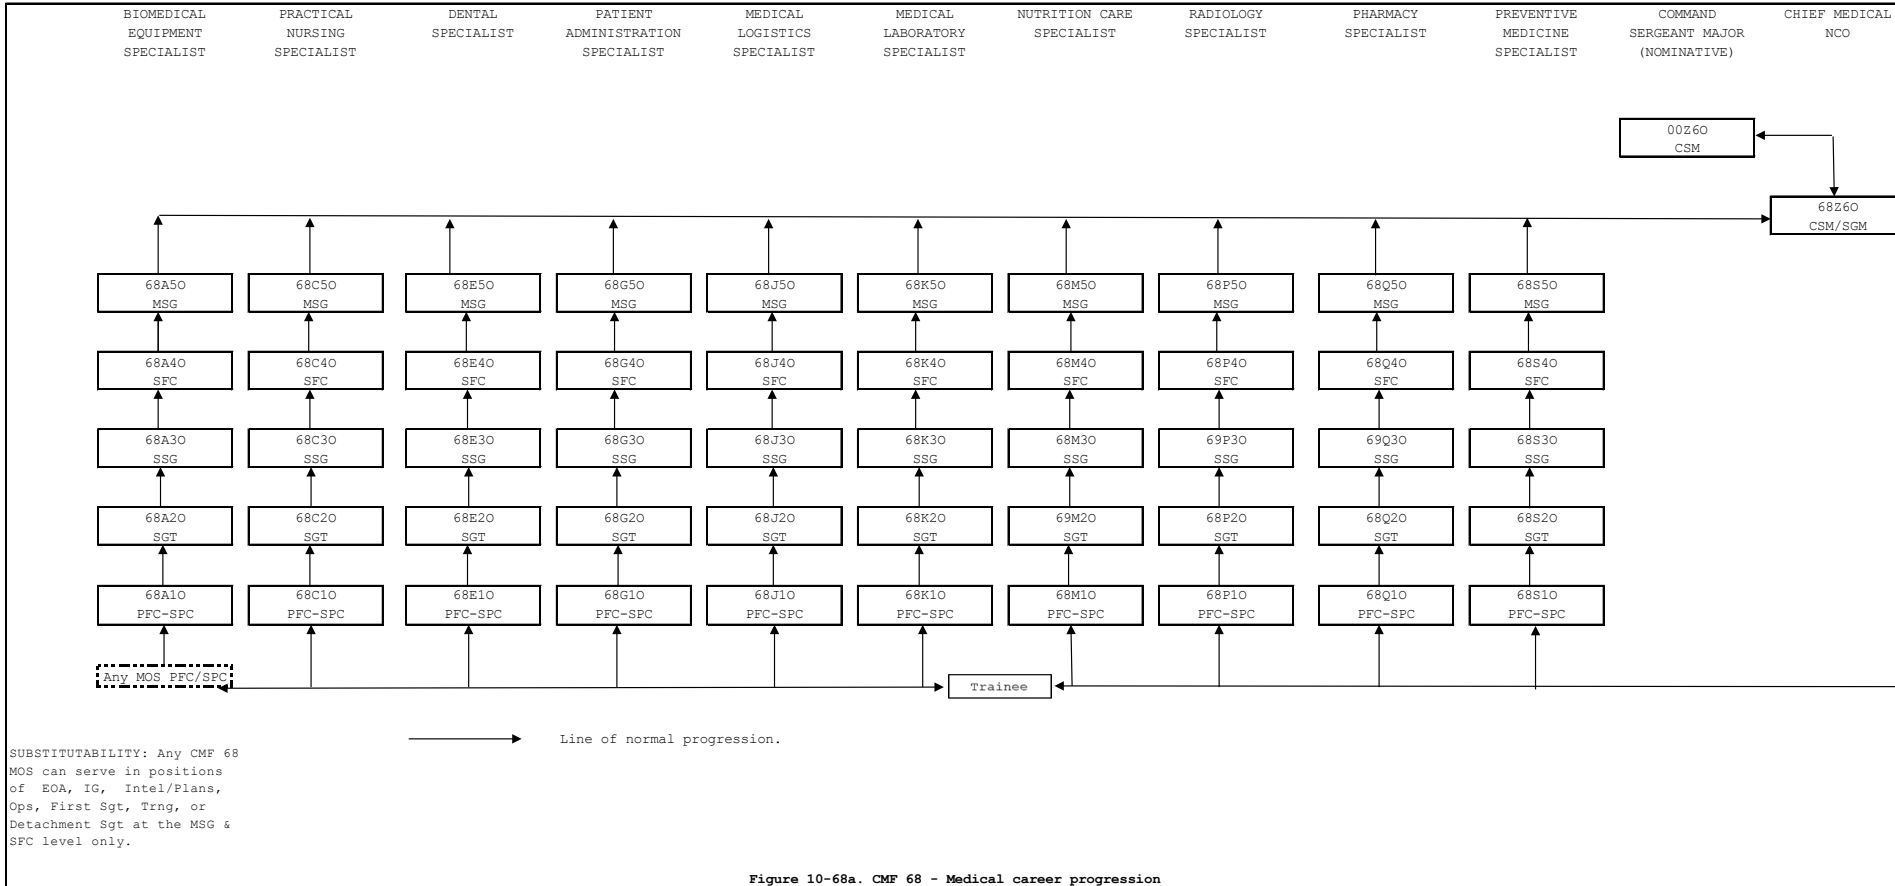 BIOMEDICAL
EQUIPMENT
SPECIALIST
PRACTICAL
NURSING
SPECIALIST
DENTAL
SPECIALIST
PATIENT
ADMINISTRATION
SPECIALIST
MEDICAL
LOGISTICS
SPECIALIST
MEDICAL
LABORATORY
SPECIALIST
NUTRITION CARE
SPECIALIST
RADIOLOGY
SPECIALIST
PHARMACY
SPECIALIST
PREVENTIVE
MEDICINE
SPECIALIST
COMMAND
SERGEANT MAJOR
(NOMINATIVE)
CHIEF MEDICAL
NCO
00Z6O
CSM
68Z6O
CSM/SGM
68A5O
MSG
68C5O
MSG
68E5O
MSG
68G5O
MSG
68J5O
MSG
68K5O
MSG
68M5O
MSG
68P5O
MSG
68Q5O
MSG
68S5O
MSG
68A4O
SFC
68C4O
SFC
68E4O
SFC
68G4O
SFC
68J4O
SFC
68K4O
SFC
68M4O
SFC
68P4O
SFC
68Q4O
SFC
68S4O
SFC
68A3O
SSG
68C3O
SSG
68E3O
SSG
68G3O
SSG
68J3O
SSG
68K3O
SSG
68M3O
SSG
69P3O
SSG
69Q3O
SSG
68S3O
SSG
68A2O
SGT
68C2O
SGT
68E2O
SGT
68G2O
SGT
68J2O
SGT
68K2O
SGT
69M2O
SGT
68P2O
SGT
68Q2O
SGT
68S2O
SGT
68A1O
PFC-SPC
68C1O
PFC-SPC
68E1O
PFC-SPC
68G1O
PFC-SPC
68J1O
PFC-SPC
68K1O
PFC-SPC
68M1O
PFC-SPC
68P1O
PFC-SPC
68Q1O
PFC-SPC
68S1O
PFC-SPC
Any MOS PFC/SPC
Trainee
Line of normal progression.
SUBSTITUTABILITY: Any CMF 68
MOS can serve in positions
of EOA, IG, Intel/Plans,
Ops, First Sgt, Trng, or
Detachment Sgt at the MSG &
SFC level only.
Figure 10-68a. CMF 68 - Medical career progression